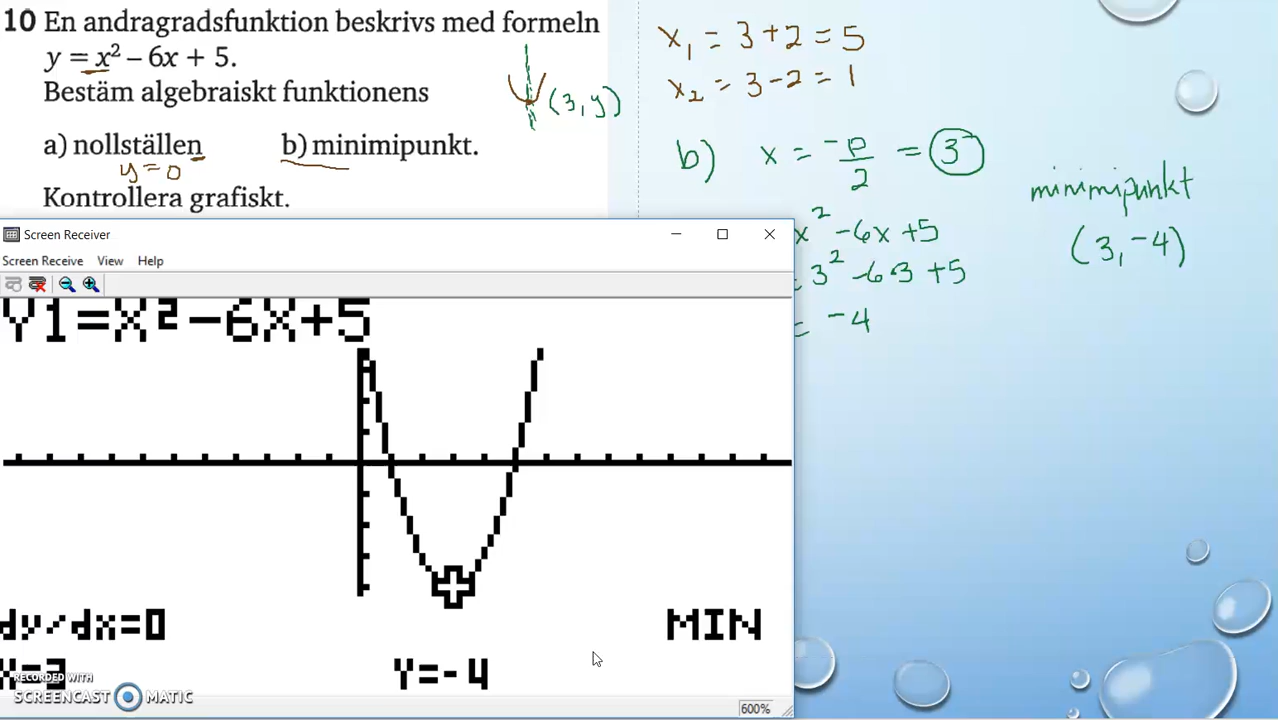 10 En andragradsfunktion beskrivs med formeln
y = x² – 6x + 5.
Bestäm algebraiskt funktionens
a) nollställen b) minimipunkt.
y = 0
Kontrollera grafiskt.
(3, y)
x₁ = 3+2 = 5
x₂ = 3-2 = 1
b) x = -p/2 = 3
minimipunkt
(3, -4)
x² -6x +5
= 3² -6·3 +5
= -4
Screen Receiver
Screen Receive View Help
Y1=X²-6X+5
dy/dx=0 MIN
X=3 Y=-4
RECORDED WITH
SCREENCAST MATIC
600%